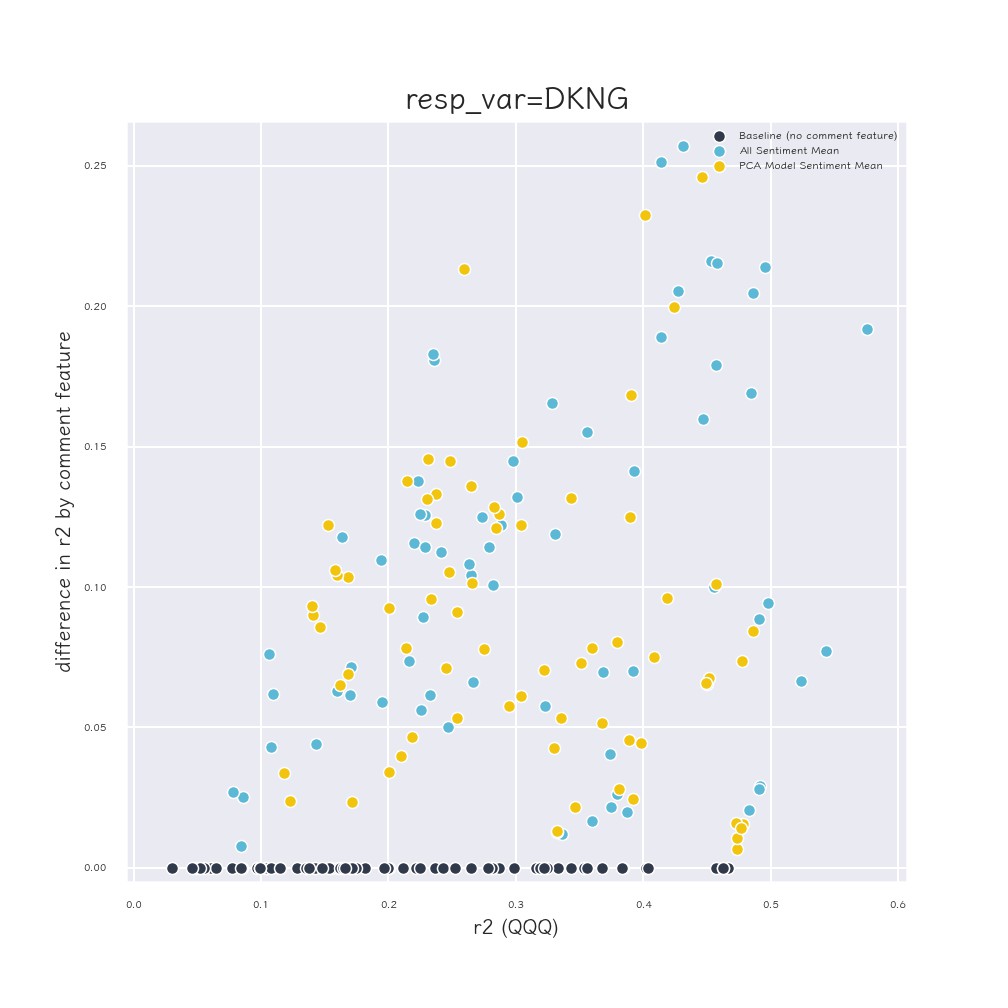 resp_var=DKNG
Baseline (no comment feature)
All Sentiment Mean
PCA Model Sentiment Mean
difference in r2 by comment feature
0.25
0.20
0.15
0.10
0.05
0.00
0.0 0.1 0.2 0.3 0.4 0.5 0.6
r2 (QQQ)